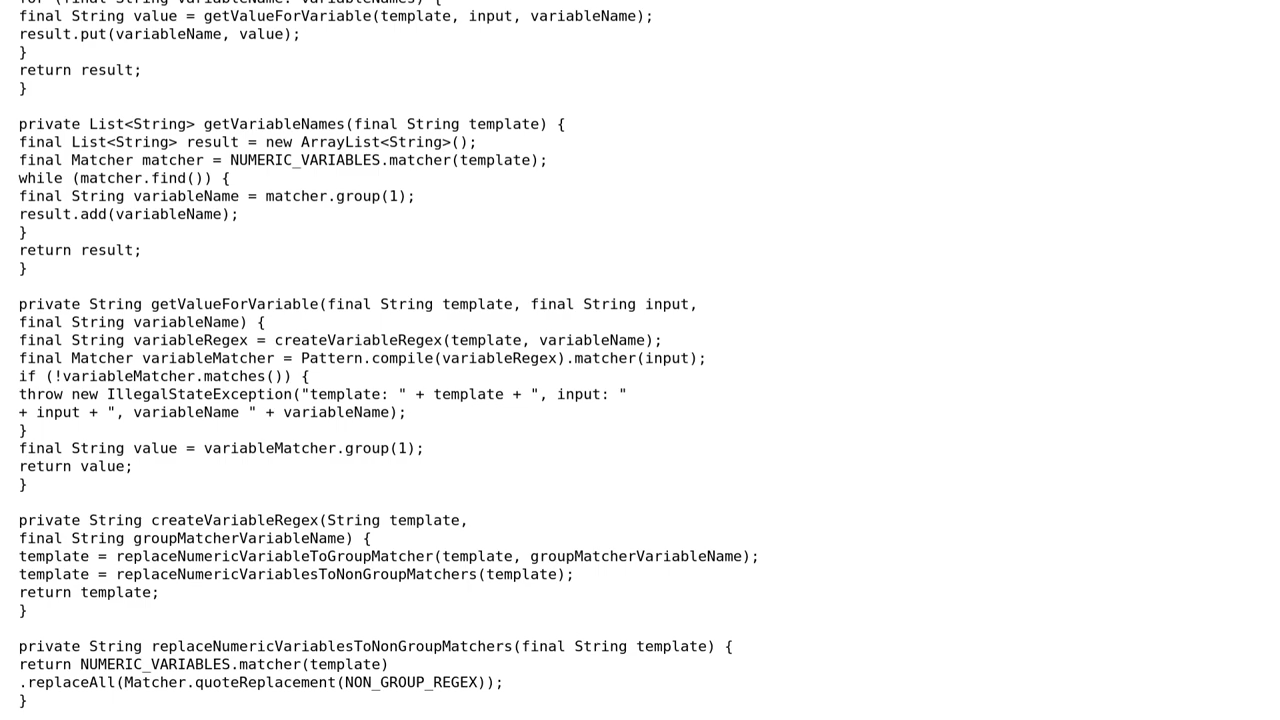 for (final String variableName: variableNames) {
final String value = getValueForVariable(template, input, variableName);
result.put(variableName, value);
}
return result;
}

private List<String> getVariableNames(final String template) {
final List<String> result = new ArrayList<String>();
final Matcher matcher = NUMERIC_VARIABLES.matcher(template);
while (matcher.find()) {
final String variableName = matcher.group(1);
result.add(variableName);
}
return result;
}

private String getValueForVariable(final String template, final String input,
final String variableName) {
final String variableRegex = createVariableRegex(template, variableName);
final Matcher variableMatcher = Pattern.compile(variableRegex).matcher(input);
if (!variableMatcher.matches()) {
throw new IllegalStateException("template: " + template + ", input: "
+ input + ", variableName " + variableName);
}
final String value = variableMatcher.group(1);
return value;
}

private String createVariableRegex(String template,
final String groupMatcherVariableName) {
template = replaceNumericVariableToGroupMatcher(template, groupMatcherVariableName);
template = replaceNumericVariablesToNonGroupMatchers(template);
return template;
}

private String replaceNumericVariablesToNonGroupMatchers(final String template) {
return NUMERIC_VARIABLES.matcher(template)
.replaceAll(Matcher.quoteReplacement(NON_GROUP_REGEX));
}